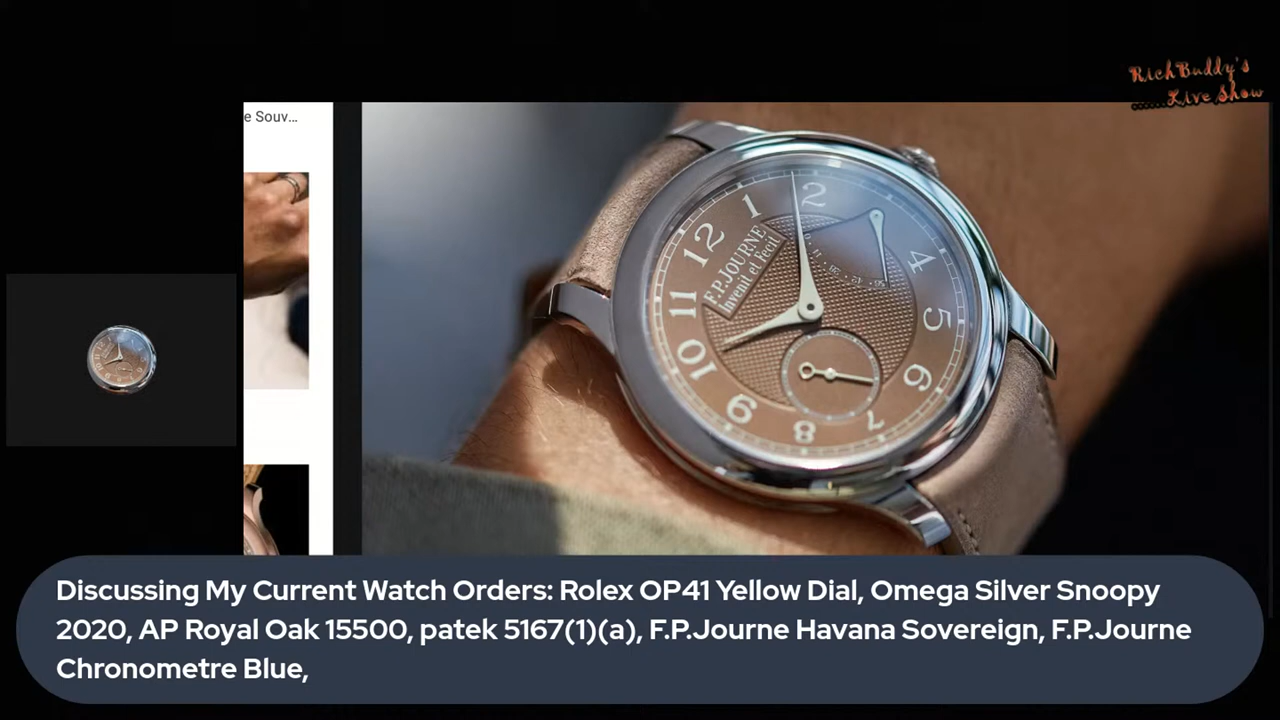 RichBuddy's
......Live Show
e Souv...
12
1
2
4
5
6
7
8
9
10
11
F.P.JOURNE
Invenit et Fecit
Discussing My Current Watch Orders: Rolex OP41 Yellow Dial, Omega Silver Snoopy
2020, AP Royal Oak 15500, patek 5167(1)(a), F.P.Journe Havana Sovereign, F.P.Journe
Chronometre Blue,